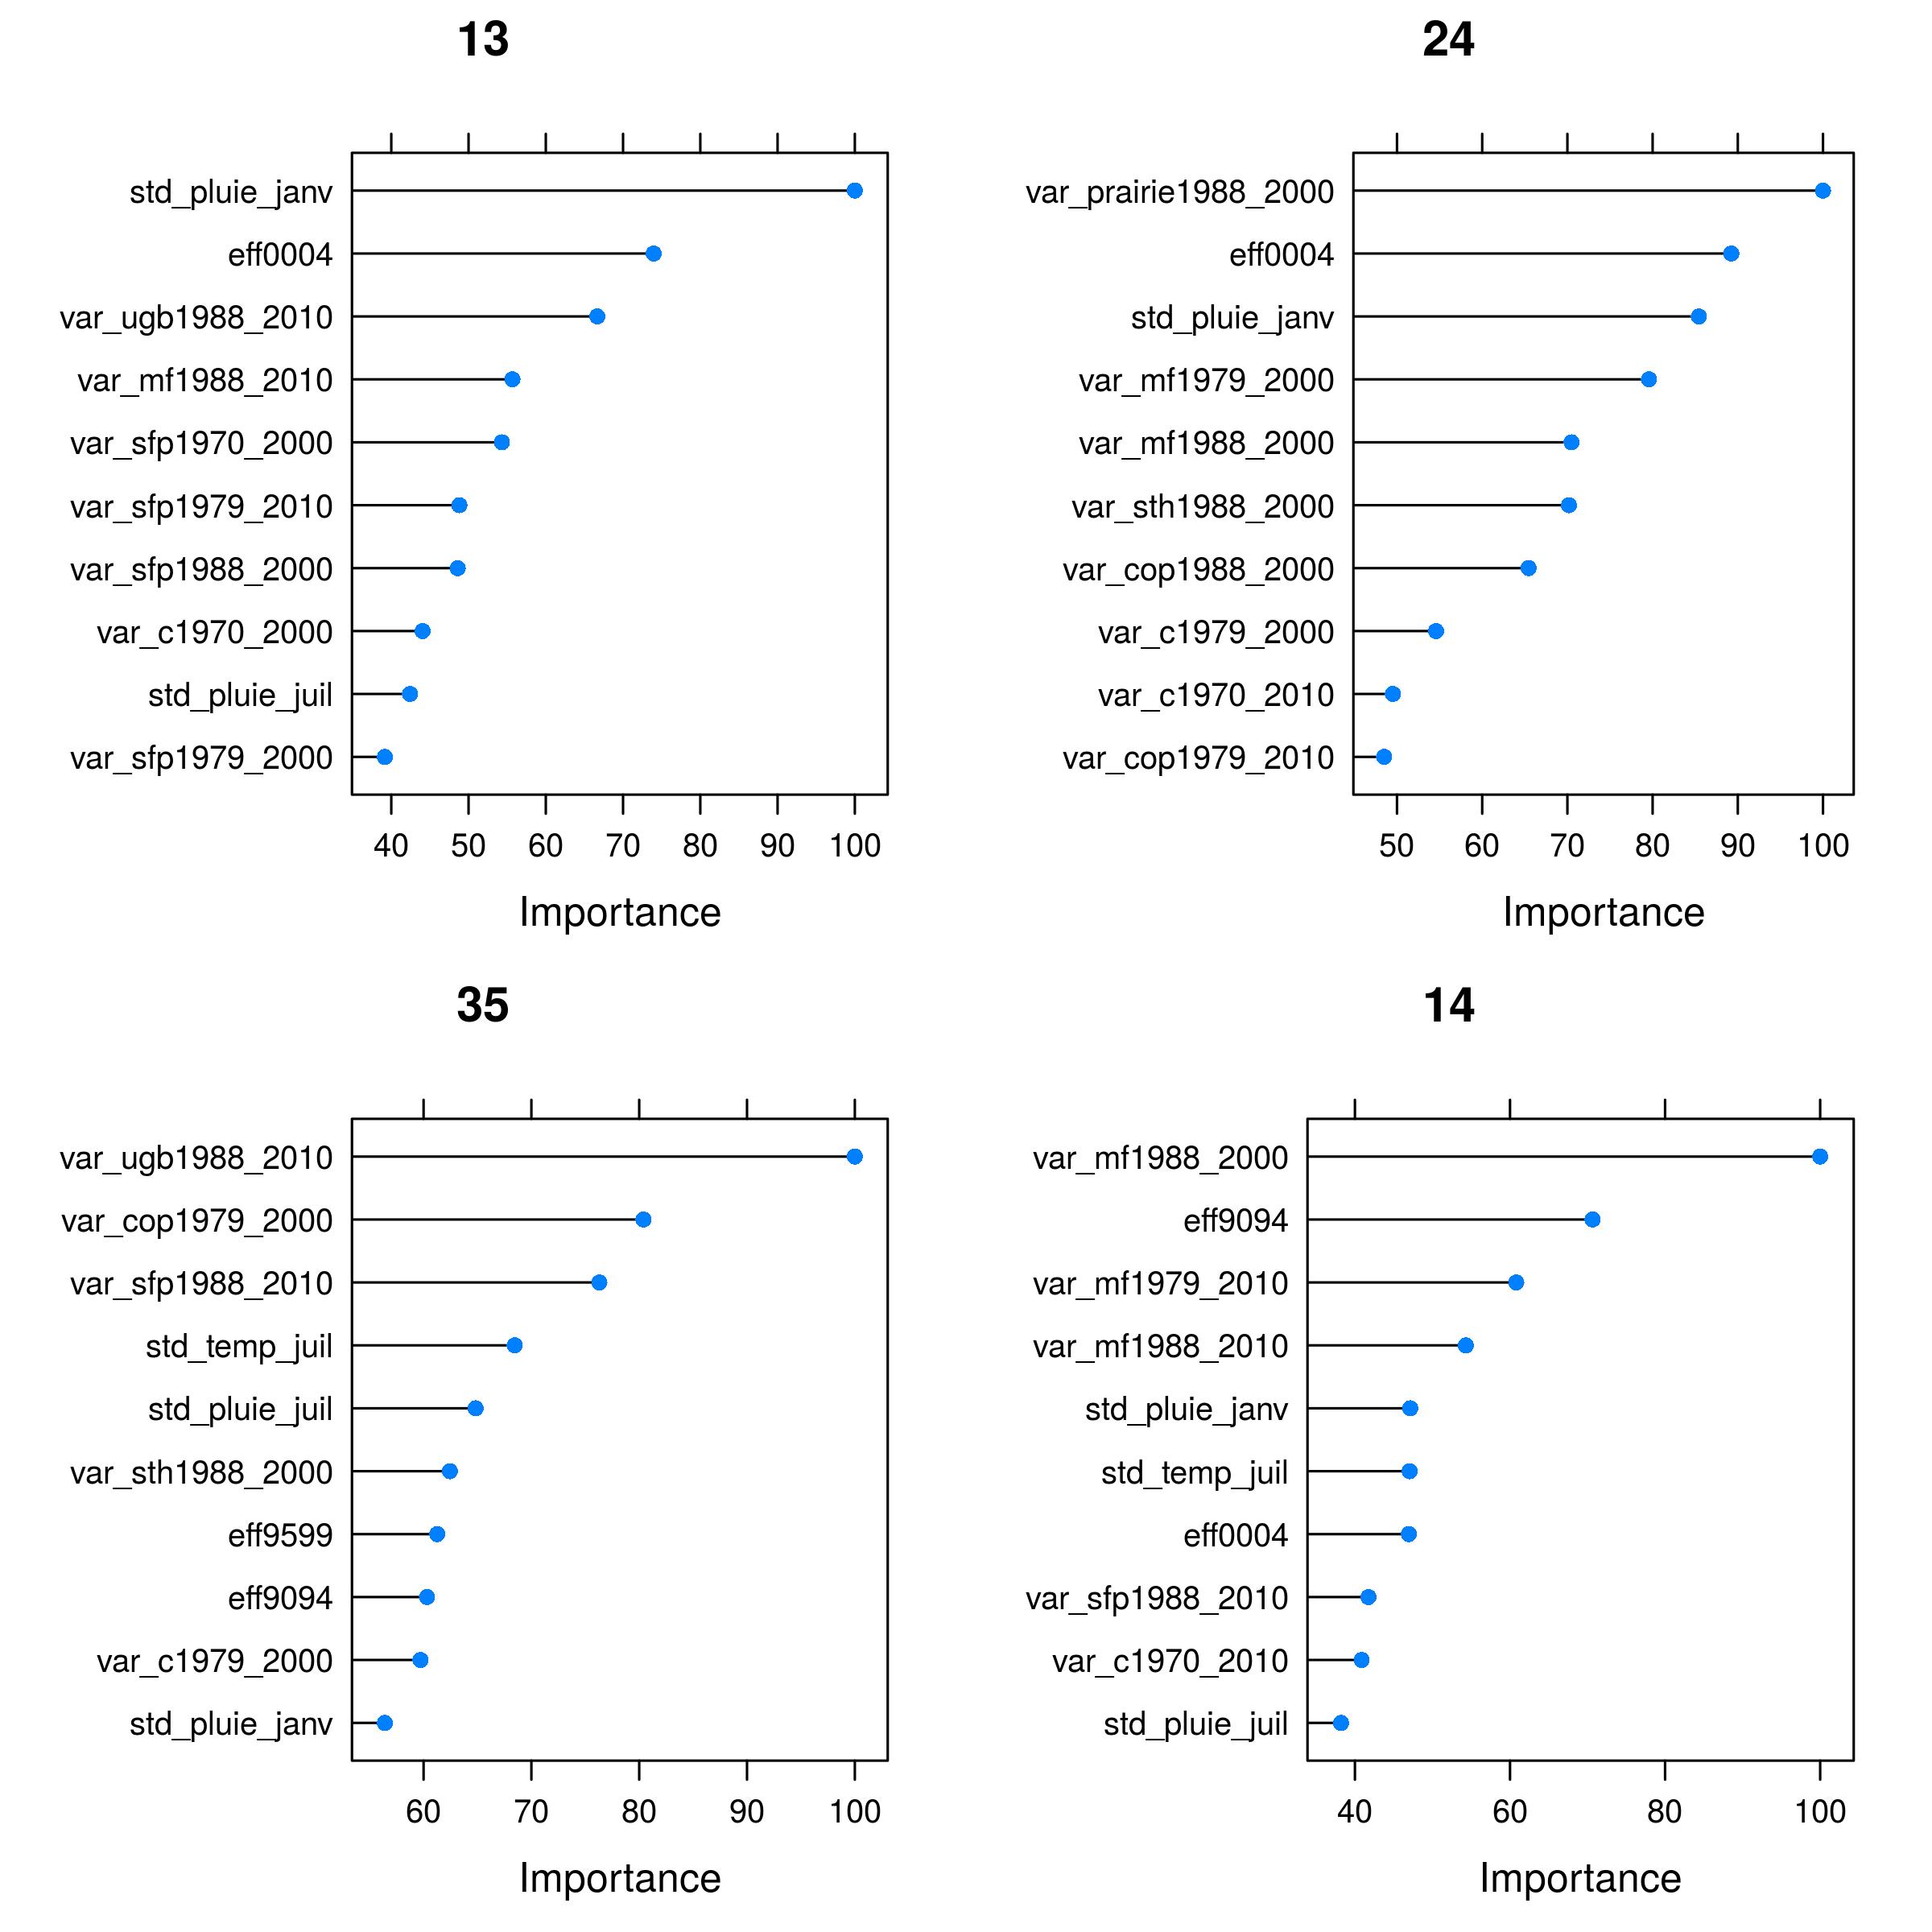 13
std_pluie_janv
eff0004
var_ugb1988_2010
var_mf1988_2010
var_sfp1970_2000
var_sfp1979_2010
var_sfp1988_2000
var_c1970_2000
std_pluie_juil
var_sfp1979_2000
40 50 60 70 80 90 100
Importance
24
var_prairie1988_2000
eff0004
std_pluie_janv
var_mf1979_2000
var_mf1988_2000
var_sth1988_2000
var_cop1988_2000
var_c1979_2000
var_c1970_2010
var_cop1979_2010
50 60 70 80 90 100
Importance
35
var_ugb1988_2010
var_cop1979_2000
var_sfp1988_2010
std_temp_juil
std_pluie_juil
var_sth1988_2000
eff9599
eff9094
var_c1979_2000
std_pluie_janv
60 70 80 90 100
Importance
14
var_mf1988_2000
eff9094
var_mf1979_2010
var_mf1988_2010
std_pluie_janv
std_temp_juil
eff0004
var_sfp1988_2010
var_c1970_2010
std_pluie_juil
40 60 80 100
Importance